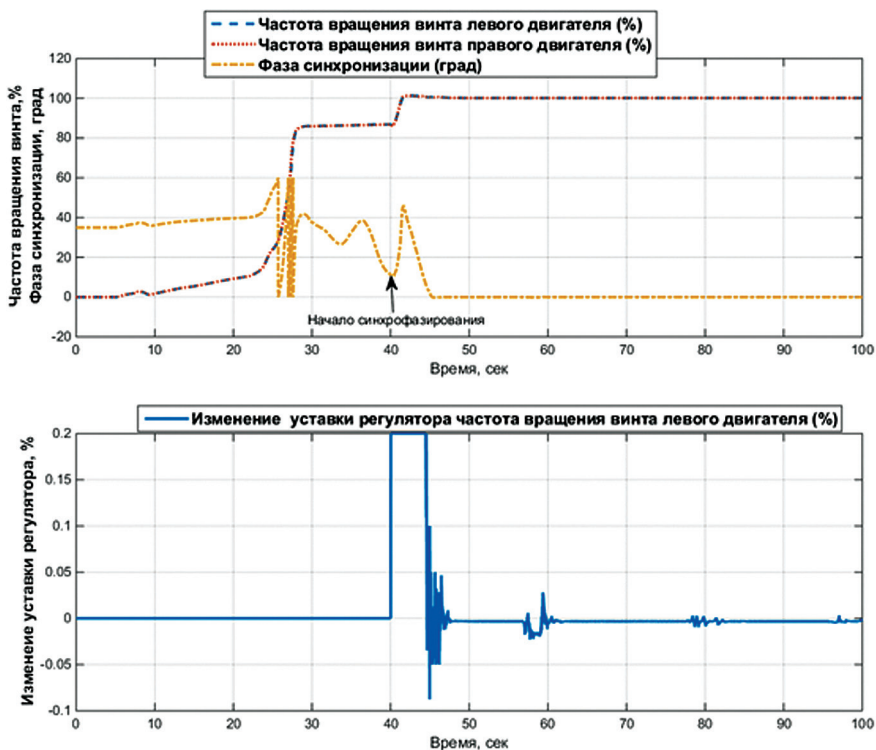 Частота вращения винта левого двигателя (%)
Частота вращения винта правого двигателя (%)
Фаза синхронизации (град)
Частота вращения винта,%
Фаза синхронизации, град
120
100
80
60
40
20
0
-20
Начало синхрофазирования
0 10 20 30 40 50 60 70 80 90 100
Время, сек
Изменение уставки регулятора частота вращения винта левого двигателя (%)
Изменение уставки регулятора, %
0.2
0.15
0.1
0.05
0
-0.05
-0.1
0 10 20 30 40 50 60 70 80 90 100
Время, сек